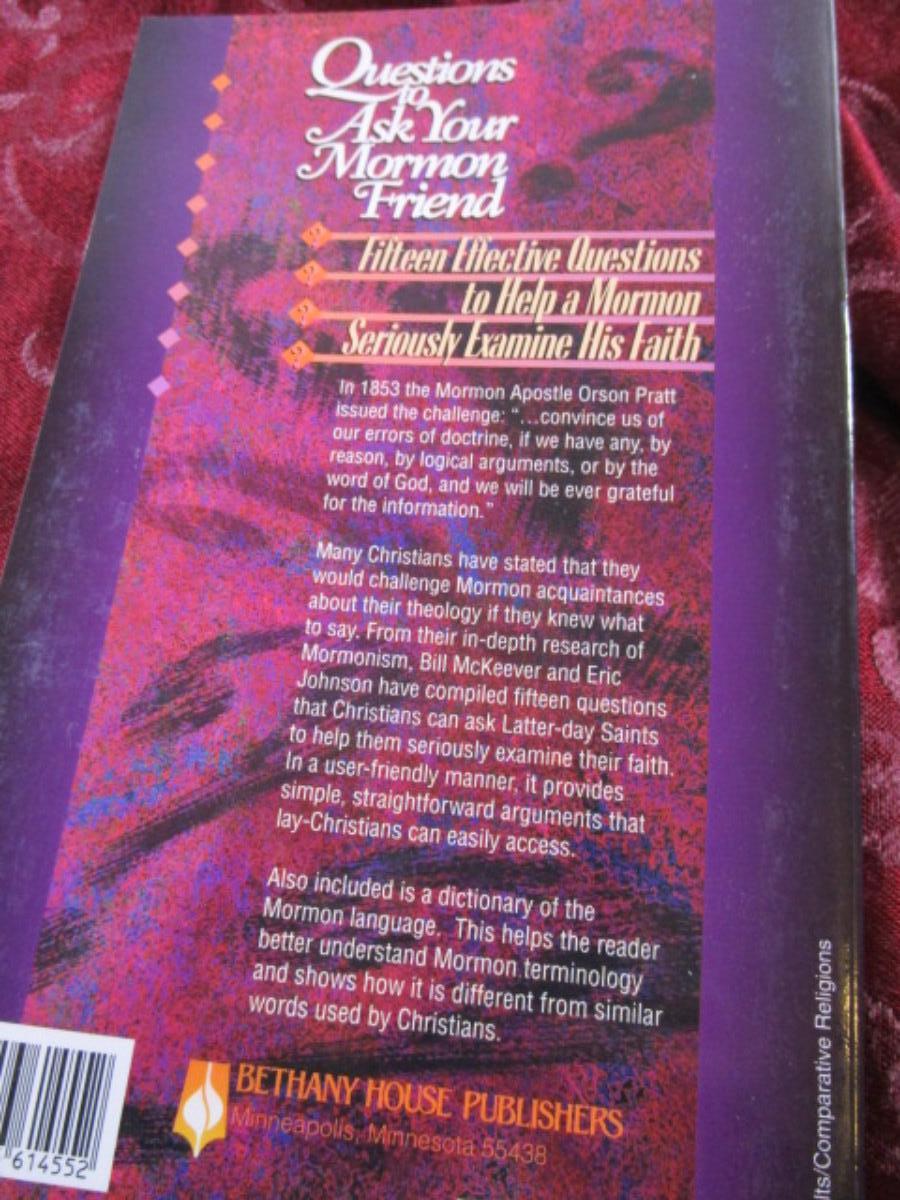 Questions
to
Ask Your
Mormon
Friend
Fifteen Effective Questions
to Help a Mormon
Seriously Examine His Faith
In 1853 the Mormon Apostle Orson Pratt
issued the challenge: “...convince us of
our errors of doctrine, if we have any, by
reason, by logical arguments, or by the
word of God, and we will be ever grateful
for the information.”
Many Christians have stated that they
would challenge Mormon acquaintances
about their theology if they knew what
to say. From their in-depth research of
Mormonism, Bill McKeever and Eric
Johnson have compiled fifteen questions
that Christians can ask Latter-day Saints
to help them seriously examine their faith.
In a user-friendly manner, it provides
simple, straightforward arguments that
lay-Christians can easily access.
Also included is a dictionary of the
Mormon language. This helps the reader
better understand Mormon terminology
and shows how it is different from similar
words used by Christians.
BETHANY HOUSE PUBLISHERS
Minneapolis, Minnesota 55438
614552
lts/Comparative Religions